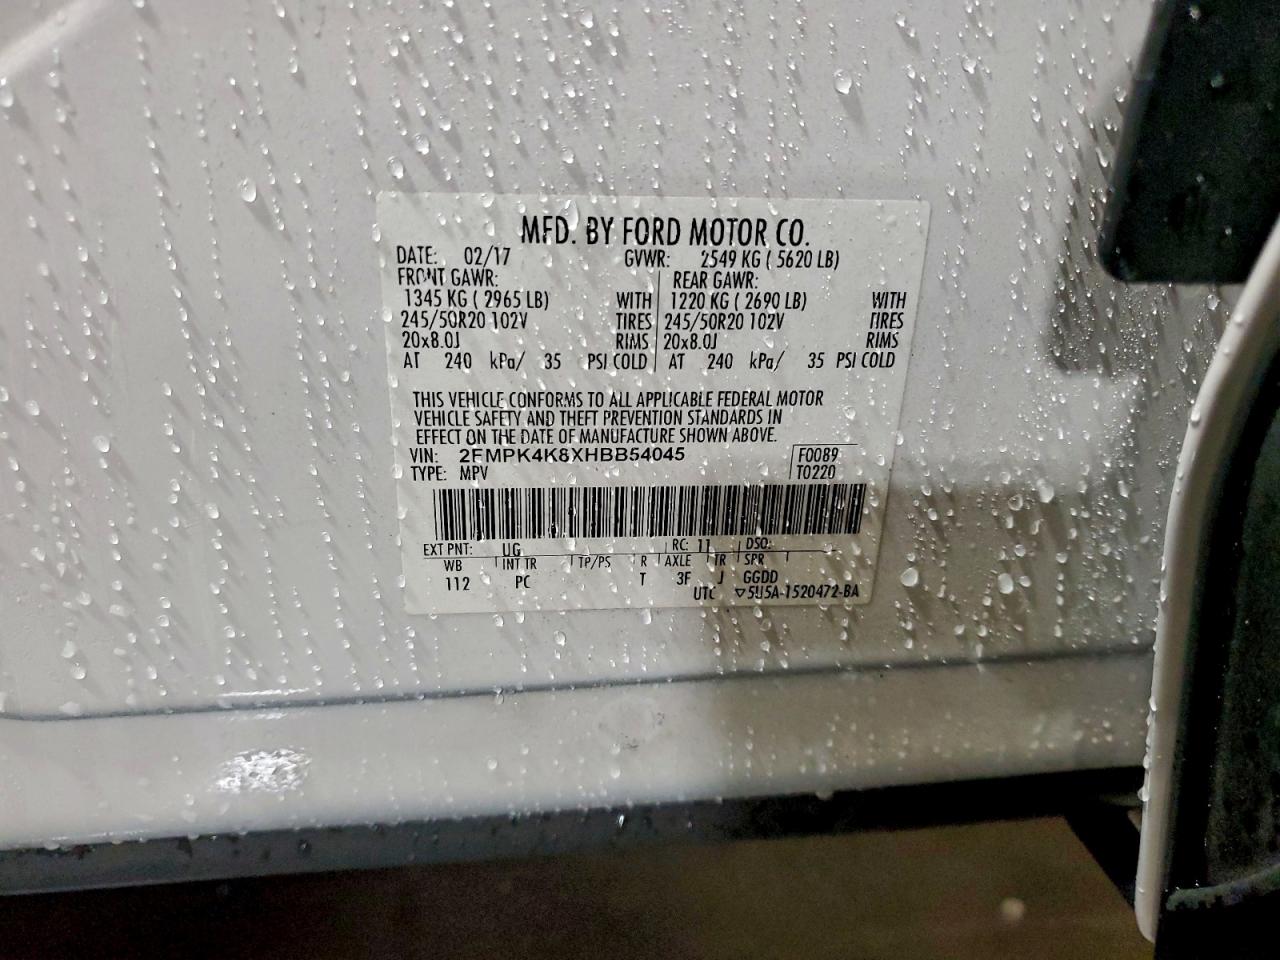 MFD. BY FORD MOTOR CO.
DATE: 02/17 GVWR: 2549 KG ( 5620 LB)
FRONT GAWR: REAR GAWR:
1345 KG ( 2965 LB) WITH 1220 KG ( 2690 LB) WITH
245/50R20 102V TIRES 245/50R20 102V TIRES
20x8.0J RIMS 20x8.0J RIMS
AT 240 kPa/ 35 PSI COLD AT 240 kPa/ 35 PSI COLD
THIS VEHICLE CONFORMS TO ALL APPLICABLE FEDERAL MOTOR
VEHICLE SAFETY AND THEFT PREVENTION STANDARDS IN
EFFECT ON THE DATE OF MANUFACTURE SHOWN ABOVE.
VIN: 2FMPK4K8XHBB54045 F0089
TYPE: MPV T0220
EXT PNT: UG RC: 11 DSO:
WB INT TR TP/PS R AXLE TR SPR
112 PC T 3F J GGDD
UTC ▽5U5A-1520472-BA